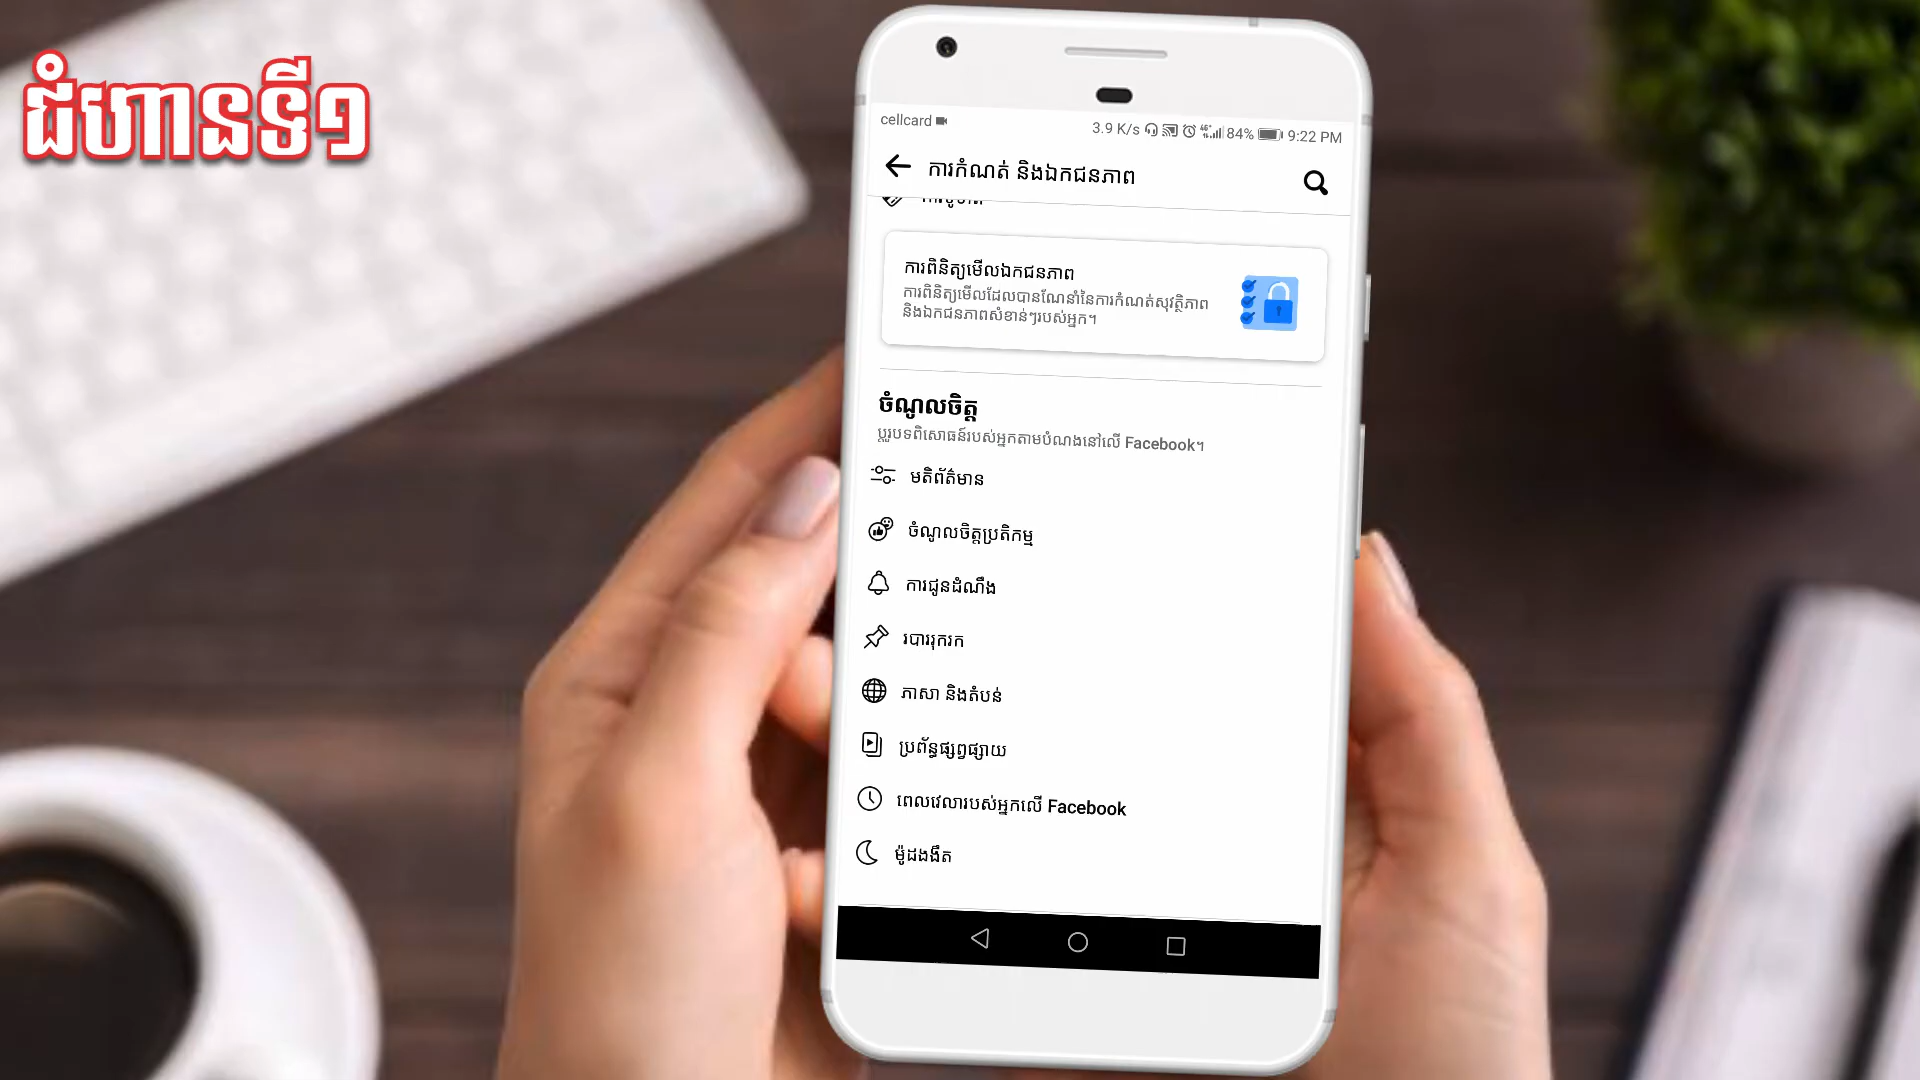 ជំហានទី១
cellcard
3.9 K/s 84% 9:22 PM
ការកំណត់ និងឯកជនភាព
ការពិនិត្យមើលឯកជនភាព
ការពិនិត្យមើលដែលបានណែនាំនៃការកំណត់សុវត្ថិភាព
និងឯកជនភាពសំខាន់ៗរបស់អ្នក។
ចំណូលចិត្ត
ប្ដូរបទពិសោធន៍របស់អ្នកតាមបំណងនៅលើ Facebook។
មតិព័ត៌មាន
ចំណូលចិត្តប្រតិកម្ម
ការជូនដំណឹង
របាររុករក
ភាសា និងតំបន់
ប្រព័ន្ធផ្សព្វផ្សាយ
ពេលវេលារបស់អ្នកលើ Facebook
ម៉ូដងងឹត